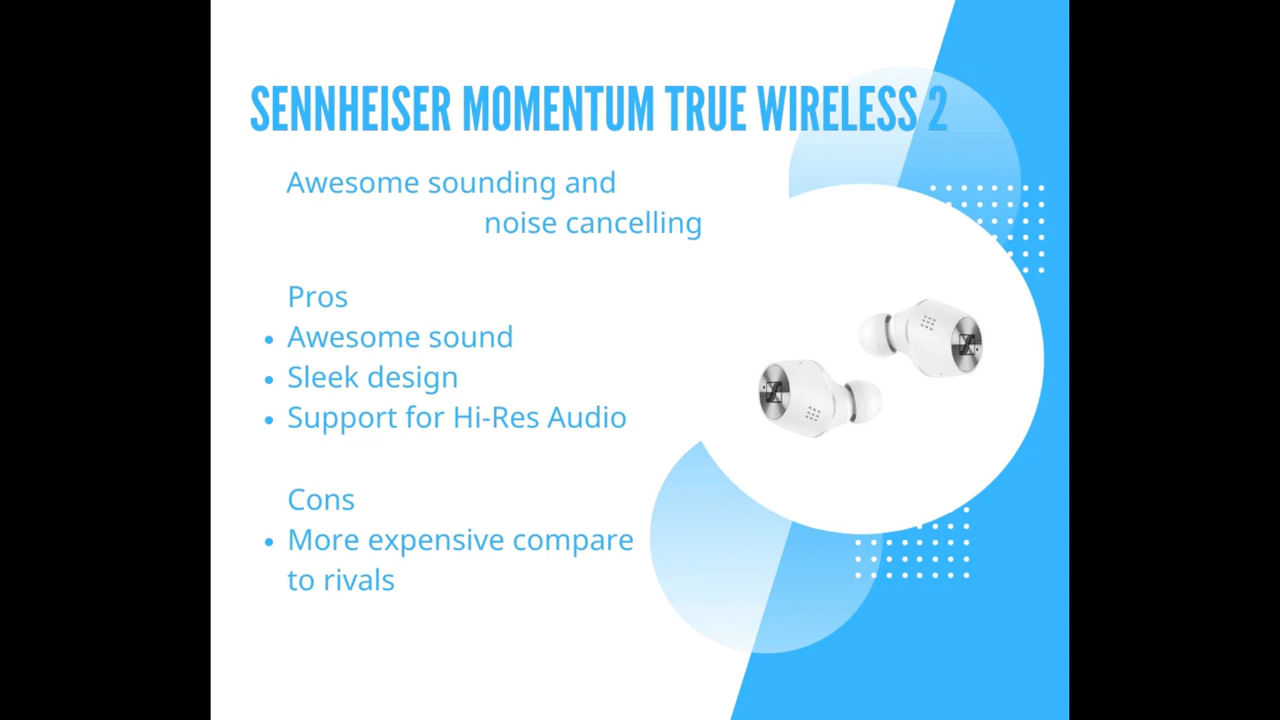 SENNHEISER MOMENTUM TRUE WIRELESS 2
Awesome sounding and
noise cancelling
Pros
• Awesome sound
• Sleek design
• Support for Hi-Res Audio
Cons
• More expensive compare
to rivals